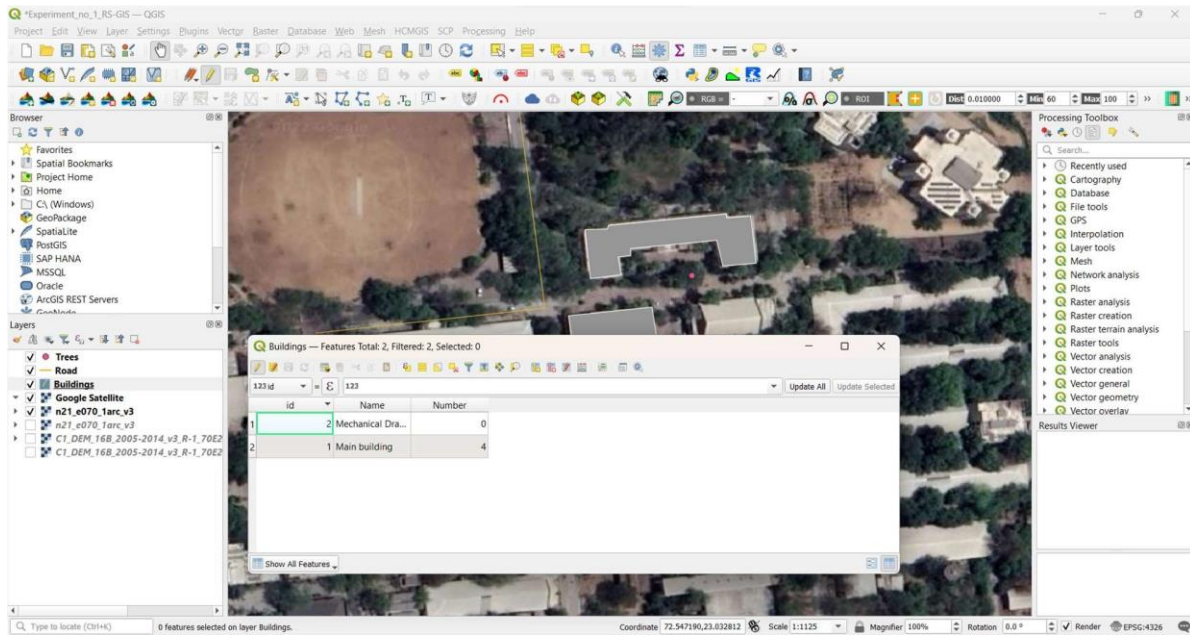 *Experiment_no_1_RS-GIS — QGIS
Project Edit View Layer Settings Plugins Vector Raster Database Web Mesh HCMGIS SCP Processing Help
RGB = -
ROI
Dist 0.010000
Min 60
Max 100
Browser
Favorites
Spatial Bookmarks
Project Home
Home
C:\ (Windows)
GeoPackage
SpatiaLite
PostGIS
SAP HANA
MSSQL
Oracle
ArcGIS REST Servers
GeoNode
Layers
Trees
Road
Buildings
Google Satellite
n21_e070_1arc_v3
n21_e070_1arc_v3
C1_DEM_16B_2005-2014_v3_R-1_70E2
C1_DEM_16B_2005-2014_v3_R-1_70E2
Buildings — Features Total: 2, Filtered: 2, Selected: 0
123 id = ε 123 Update All Update Selected
id Name Number
1 2 Mechanical Dra... 0
2 1 Main building 4
Show All Features
Processing Toolbox
Search...
Recently used
Cartography
Database
File tools
GPS
Interpolation
Layer tools
Mesh
Network analysis
Plots
Raster analysis
Raster creation
Raster terrain analysis
Raster tools
Vector analysis
Vector creation
Vector general
Vector geometry
Vector overlay
Results Viewer
Type to locate (Ctrl+K)
0 features selected on layer Buildings.
Coordinate 72.547190,23.032812 Scale 1:1125 Magnifier 100% Rotation 0.0 ° Render EPSG:4326